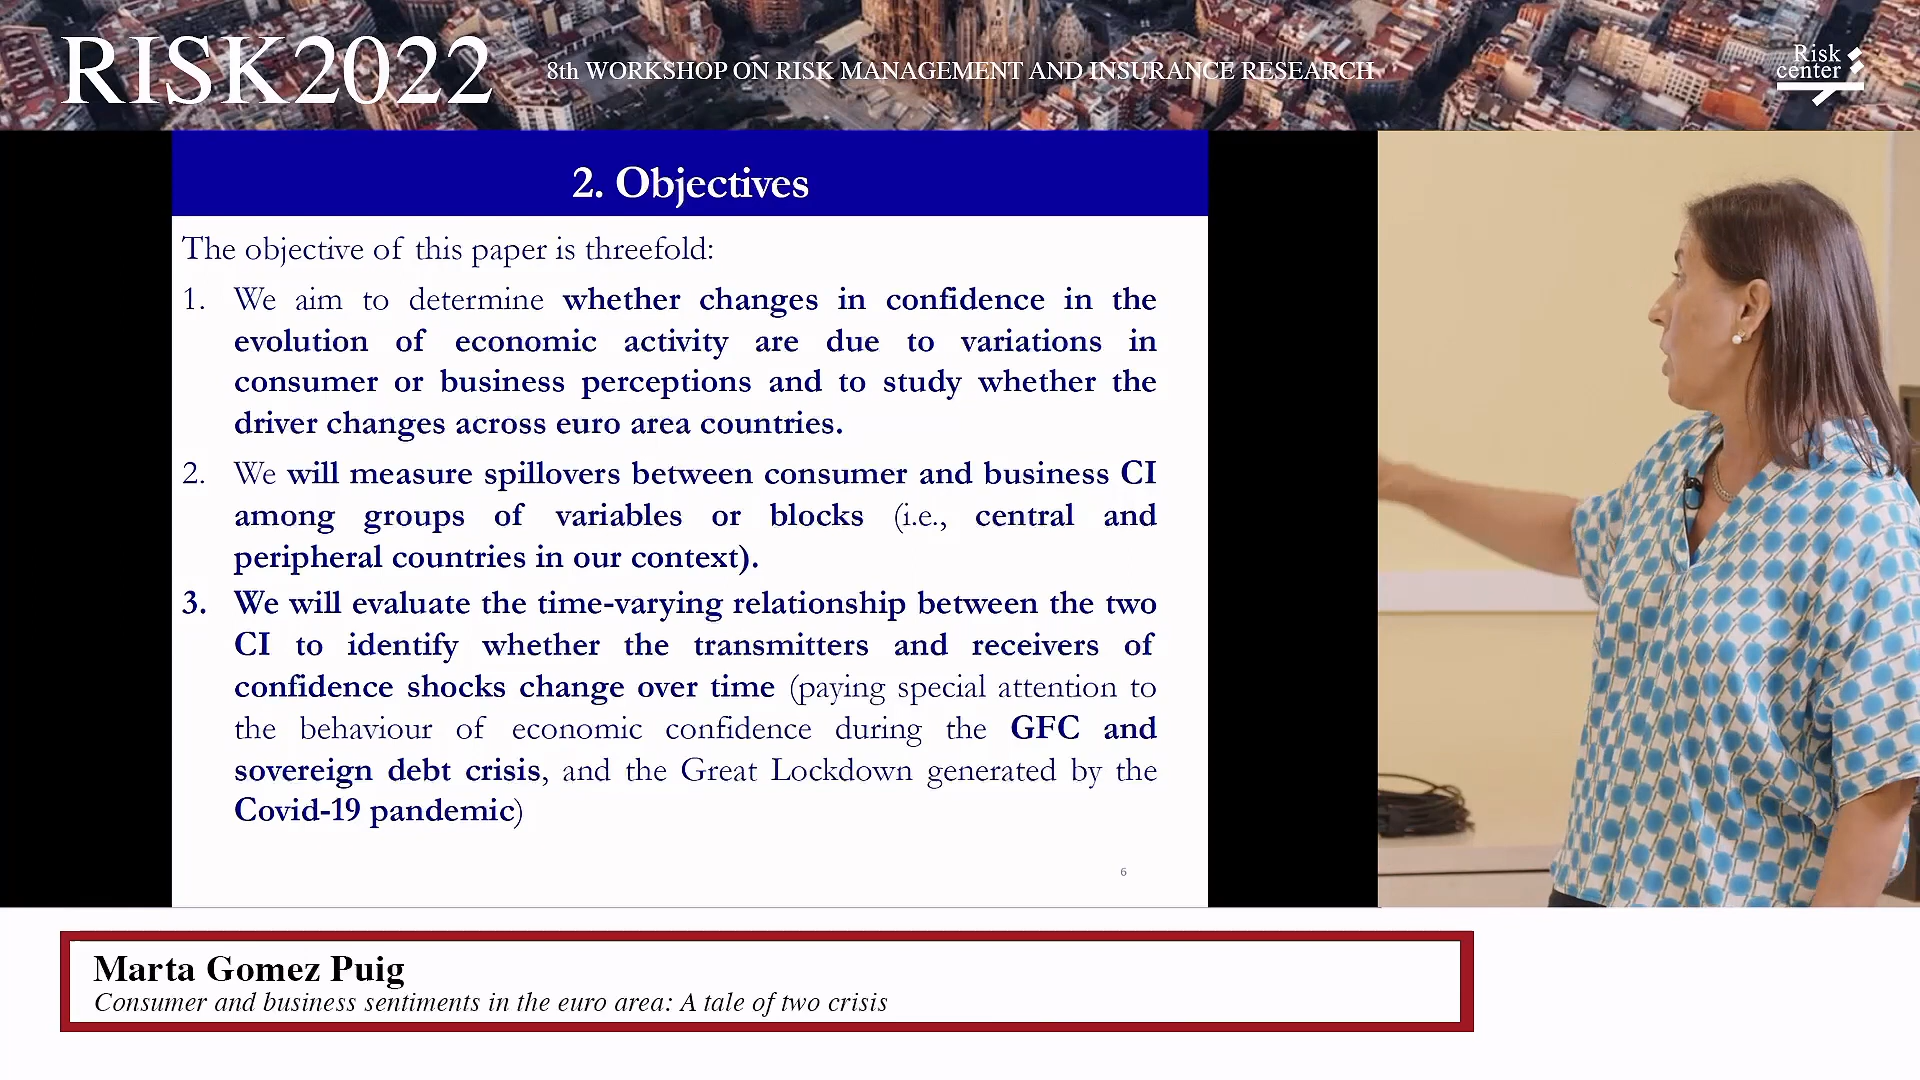 RISK2022
8th WORKSHOP ON RISK MANAGEMENT AND INSURANCE RESEARCH
Risk
center
2. Objectives
The objective of this paper is threefold:
1. We aim to determine whether changes in confidence in the
evolution of economic activity are due to variations in
consumer or business perceptions and to study whether the
driver changes across euro area countries.
2. We will measure spillovers between consumer and business CI
among groups of variables or blocks (i.e., central and
peripheral countries in our context).
3. We will evaluate the time-varying relationship between the two
CI to identify whether the transmitters and receivers of
confidence shocks change over time (paying special attention to
the behaviour of economic confidence during the GFC and
sovereign debt crisis, and the Great Lockdown generated by the
Covid-19 pandemic)
6
Marta Gomez Puig
Consumer and business sentiments in the euro area: A tale of two crisis